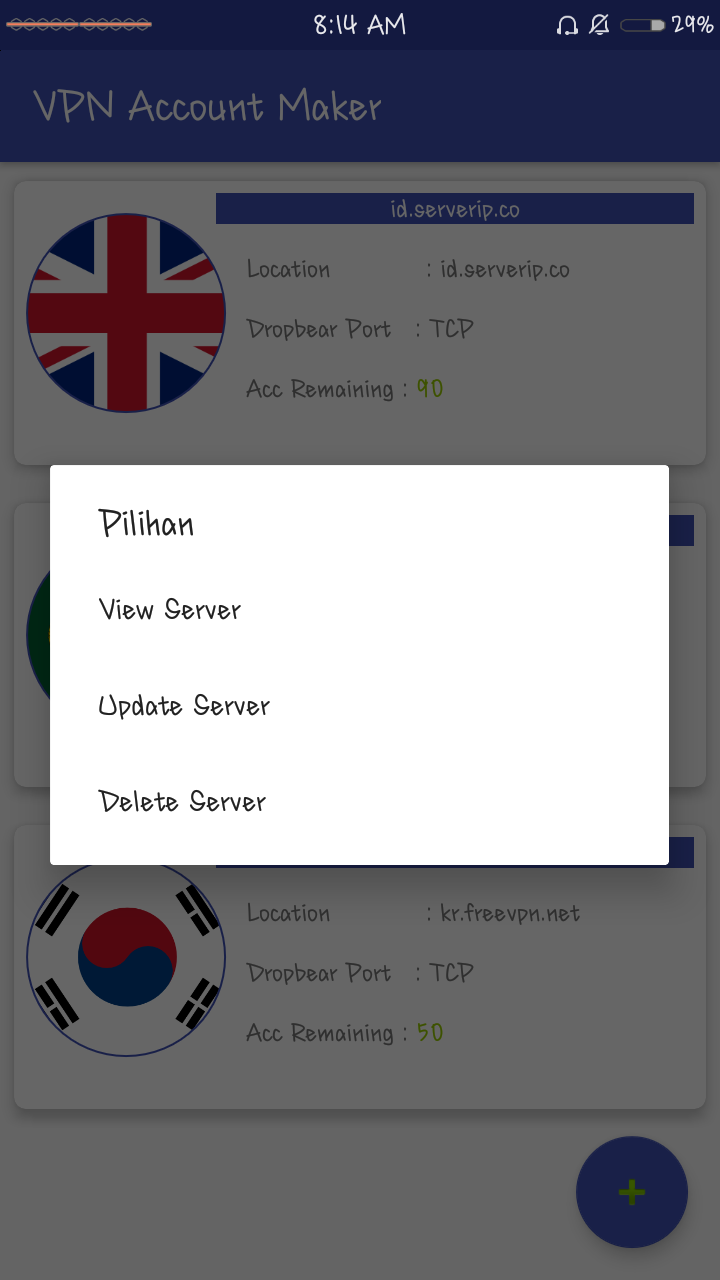 8:14 AM 29%
VPN Account Maker
id.serverip.co
Location : id.serverip.co
Dropbear Port : TCP
Acc Remaining : 90
Pilihan
View Server
Update Server
Delete Server
Location : kr.freevpn.net
Dropbear Port : TCP
Acc Remaining : 50
+